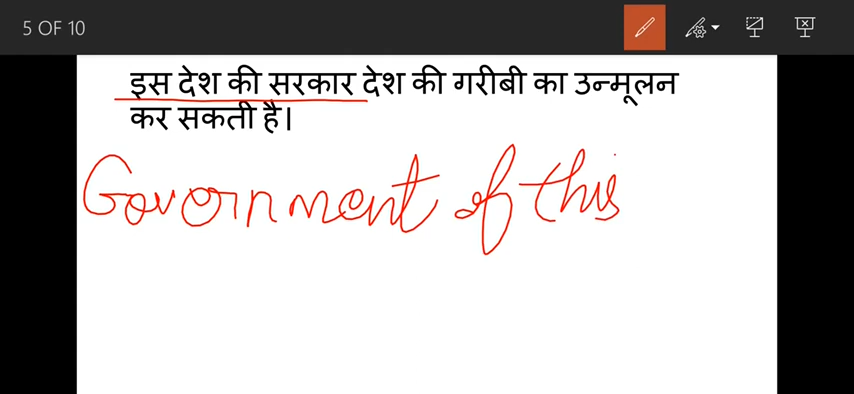 5 OF 10
इस देश की सरकार देश की गरीबी का उन्मूलन
कर सकती है।
Government of this